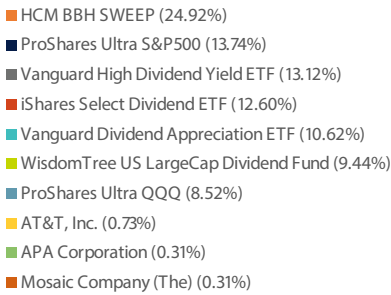 HCM BBH SWEEP (24.92%)
ProShares Ultra S&P500 (13.74%)
Vanguard High Dividend Yield ETF (13.12%)
iShares Select Dividend ETF (12.60%)
Vanguard Dividend Appreciation ETF (10.62%)
WisdomTree US LargeCap Dividend Fund (9.44%)
ProShares Ultra QQQ (8.52%)
AT&T, Inc. (0.73%)
APA Corporation (0.31%)
Mosaic Company (The) (0.31%)